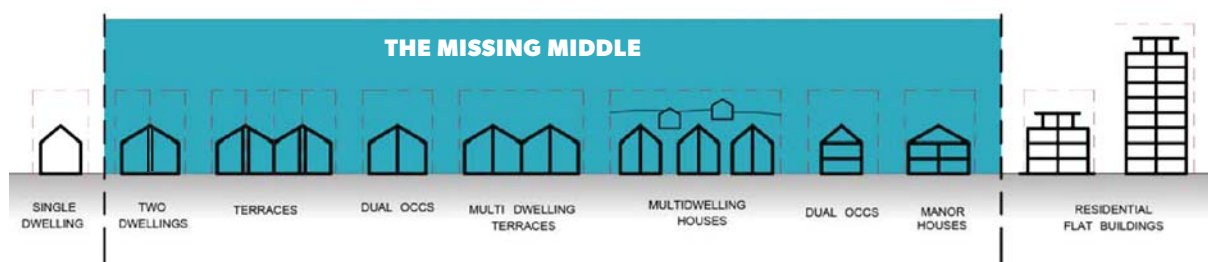 THE MISSING MIDDLE
SINGLE
DWELLING
TWO
DWELLINGS
TERRACES
DUAL OCCS
MULTI DWELLING
TERRACES
MULTIDWELLING
HOUSES
DUAL OCCS
MANOR
HOUSES
RESIDENTIAL
FLAT BUILDINGS